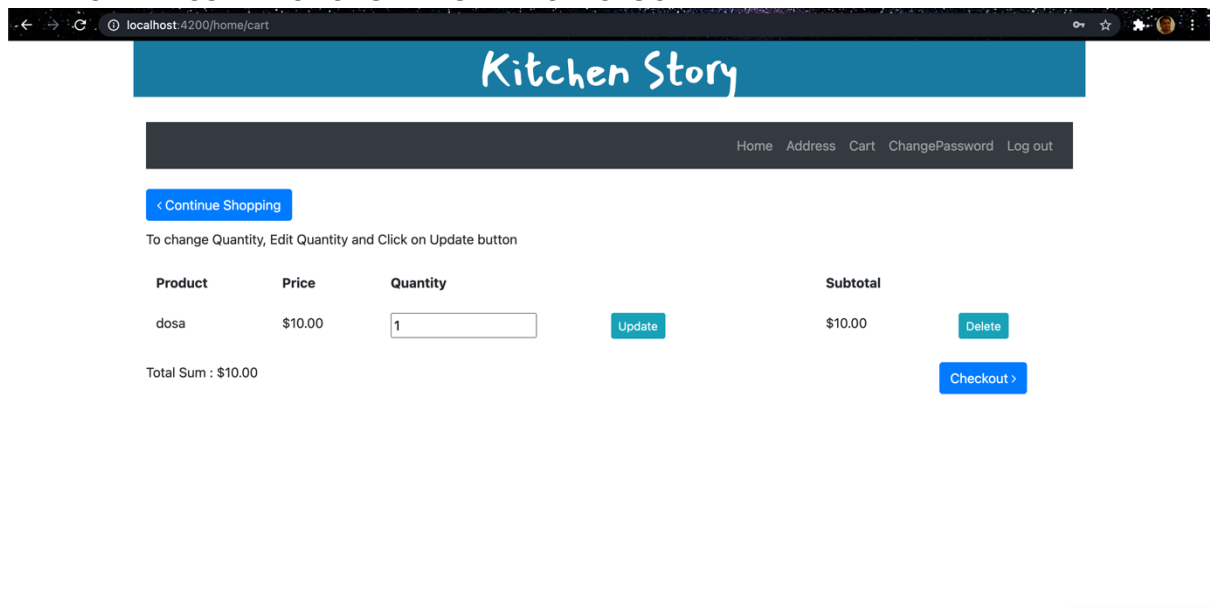 localhost:4200/home/cart
Kitchen Story
Home Address Cart ChangePassword Log out
< Continue Shopping
To change Quantity, Edit Quantity and Click on Update button
Product Price Quantity Subtotal
dosa $10.00 1 Update $10.00 Delete
Total Sum : $10.00 Checkout >